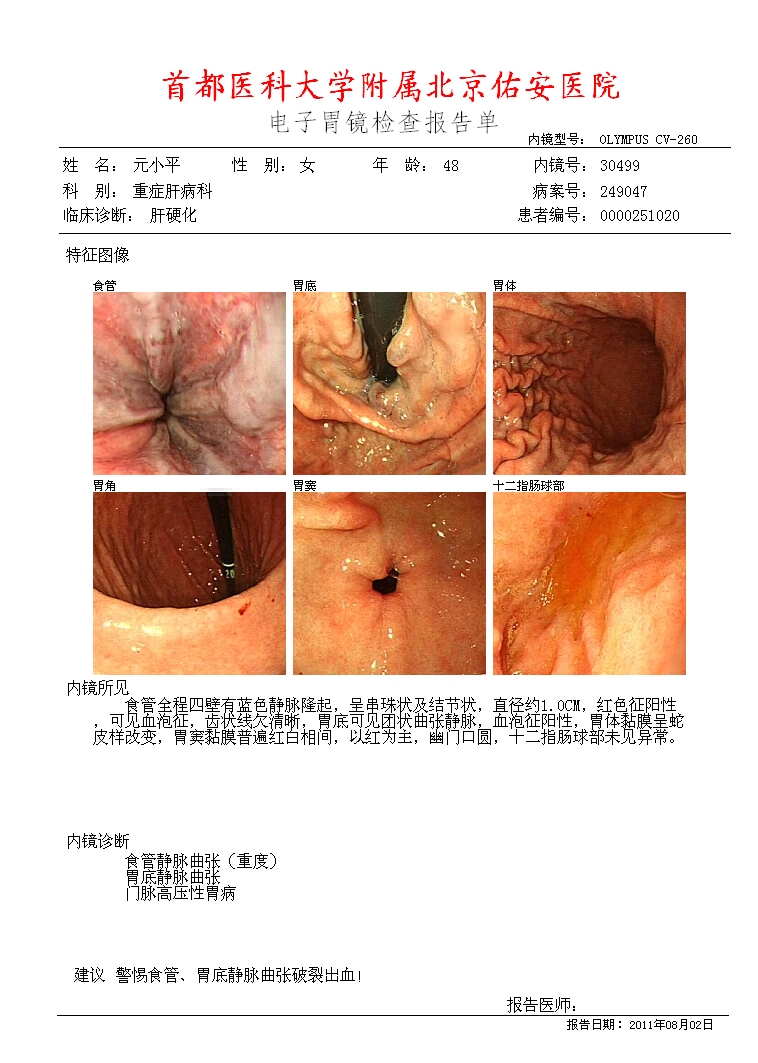 首都医科大学附属北京佑安医院
电子胃镜检查报告单
内镜型号： OLYMPUS CV-260
姓 名： 元小平 性 别：女 年 龄： 48 内镜号： 30499
科 别： 重症肝病科 病案号： 249047
临床诊断： 肝硬化 患者编号： 0000251020
特征图像
食管 胃底 胃体
胃角 胃窦 十二指肠球部
20
内镜所见
食管全程四壁有蓝色静脉隆起，呈串珠状及结节状，直径约1.0CM，红色征阳性
，可见血泡征，齿状线欠清晰，胃底可见团状曲张静脉，血泡征阳性，胃体黏膜呈蛇
皮样改变，胃窦黏膜普遍红白相间，以红为主，幽门口圆，十二指肠球部未见异常。
内镜诊断
食管静脉曲张（重度）
胃底静脉曲张
门脉高压性胃病
建议 警惕食管、胃底静脉曲张破裂出血!
报告医师：
报告日期：2011年08月02日